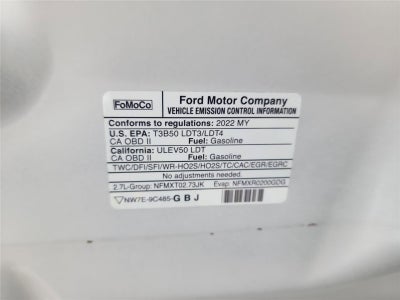 FoMoCo
Ford Motor Company
VEHICLE EMISSION CONTROL INFORMATION
Conforms to regulations: 2022 MY
U.S. EPA: T3B50 LDT3/LDT4
CA OBD II Fuel: Gasoline
California: ULEV50 LDT
CA OBD II Fuel: Gasoline
TWC/DFI/SFI/WR-HO2S/HO2S/TC/CAC/EGR/EGRC
No adjustments needed.
2.7L-Group: NFMXT02.73JK Evap: NFMXR0200GDG
NW7E-9C485-GBJ